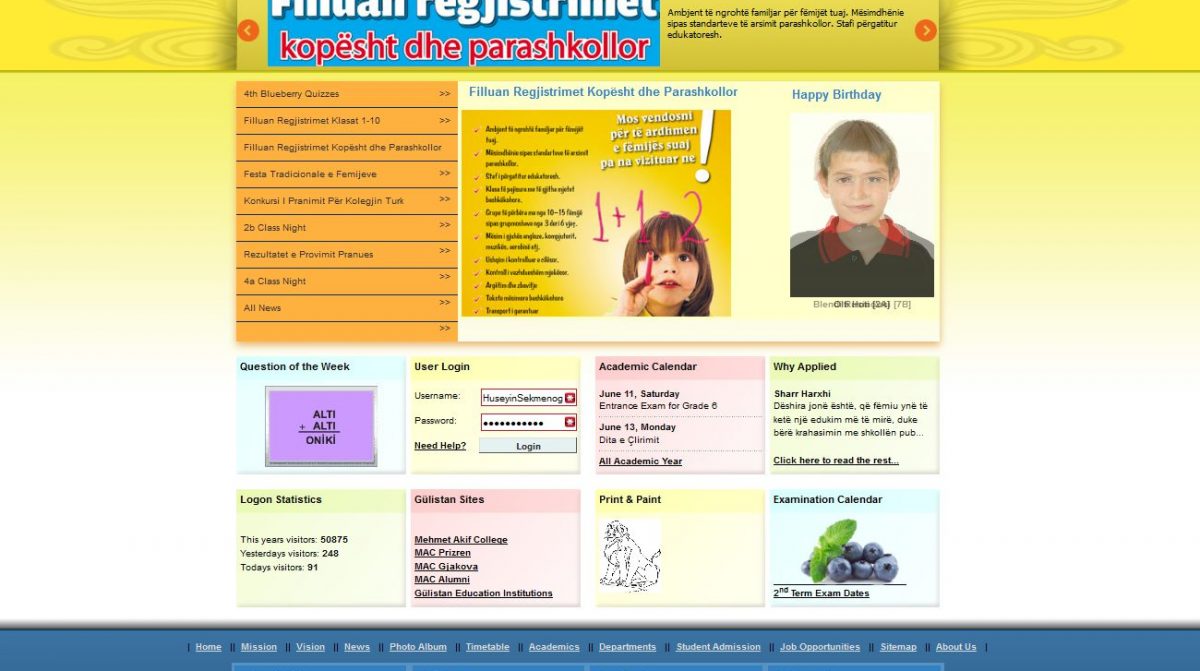 Filluan regjistrimet
kopësht dhe parashkollor
Ambjent të ngrohtë familjar për fëmijët tuaj. Mësimdhënie
sipas standarteve të arsimit parashkollor. Stafi përgatitur
edukatoresh.
4th Blueberry Quizzes >>
Filluan Regjistrimet Klasat 1-10 >>
Filluan Regjistrimet Kopësht dhe Parashkollor
Festa Tradicionale e Femijeve >>
Konkursi I Pranimit Për Kolegjin Turk >>
2b Class Night >>
Rezultatet e Provimit Pranues >>
4a Class Night >>
All News >>
>>
Filluan Regjistrimet Kopësht dhe Parashkollor
Mos vendosni
për të ardhmen
e fëmijës suaj
pa na vizituar ne !
Ambjent të ngrohtë familjar për fëmijët
tuaj.
Mësimdhënie sipas standarteve të arsimit
parashkollor.
Stafi i përgatitur edukatoresh.
Klasa të pajisura me të gjitha mjetet
bashkëkohore.
Grupe të përbëra me nga 10-15 fëmijë
sipas grupmoshave nga 3 deri 6 vjeç.
Mësim i gjuhës angleze, kompjuterit,
muzikës, aerobisë etj.
Ushqim i kontrolluar e cilësor.
Kontroll i vazhdueshëm mjekësor.
Argëtim dhe zbavitje
Tekste mësimore bashkëkohore
Transport i garantuar
1+1=2
Happy Birthday
Question of the Week
ALTI
+ ALTI
ONİKİ
User Login
Username: HuseyinSekmenog
Password: •••••••••••
Need Help? Login
Academic Calendar
June 11, Saturday
Entrance Exam for Grade 6
June 13, Monday
Dita e Çlirimit
All Academic Year
Why Applied
Sharr Harxhi
Dëshira jonë është, që fëmiu ynë të
ketë një edukim më të mirë, duke
bërë krahasimin me shkollën pub...
Click here to read the rest...
Logon Statistics
This years visitors: 50875
Yesterdays visitors: 248
Todays visitors: 91
Gülistan Sites
Mehmet Akif College
MAC Prizren
MAC Gjakova
MAC Alumni
Gülistan Education Institutions
Print & Paint
Examination Calendar
2nd Term Exam Dates
| Home || Mission || Vision || News || Photo Album || Timetable || Academics || Departments || Student Admission || Job Opportunities || Sitemap || About Us |